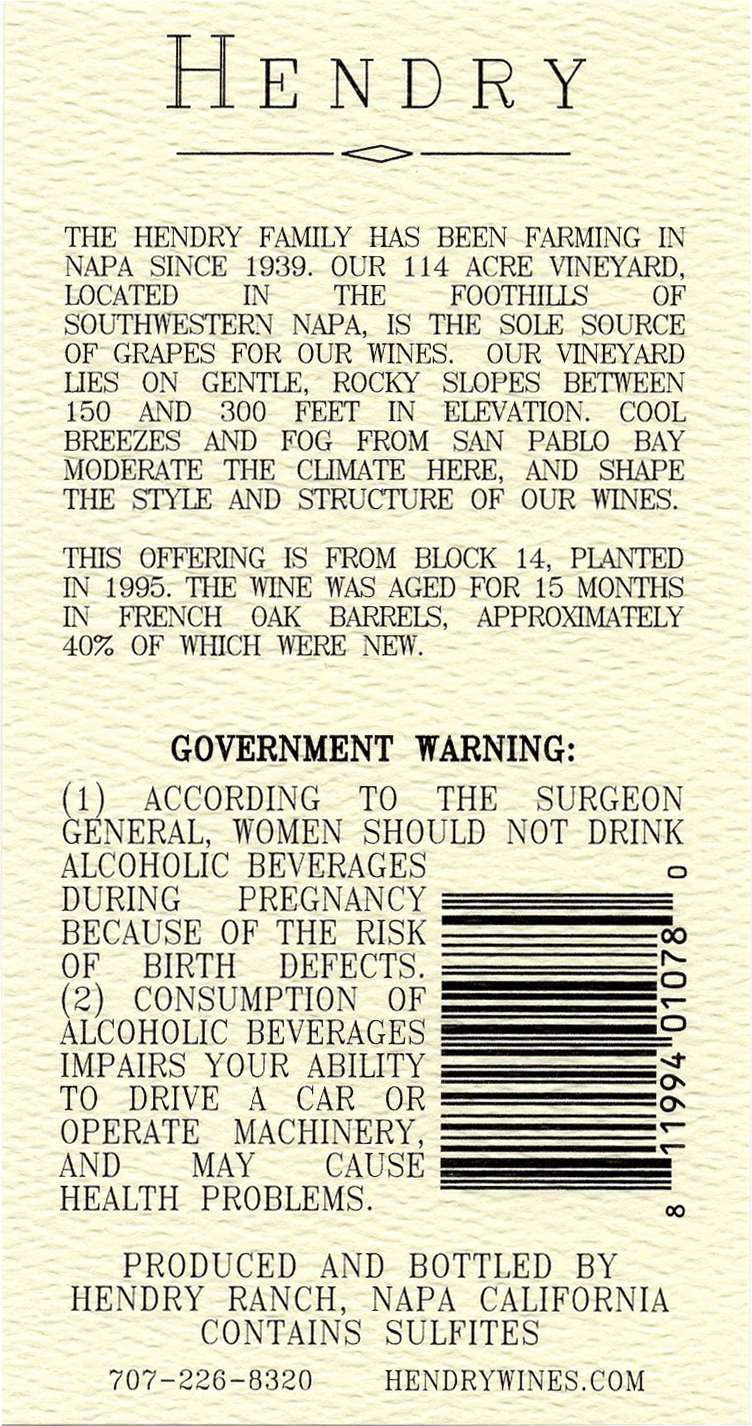 HENDRY
THE HENDRY FAMILY HAS BEEN FARMING IN
NAPA SINCE 1939. OUR 114 ACRE VINEYARD,
LOCATED IN THE FOOTHILLS OF
SOUTHWESTERN NAPA, IS THE SOLE SOURCE
OF GRAPES FOR OUR WINES. OUR VINEYARD
LIES ON GENTLE, ROCKY SLOPES BETWEEN
150 AND 300 FEET IN ELEVATION. COOL
BREEZES AND FOG FROM SAN PABLO BAY
MODERATE THE CLIMATE HERE, AND SHAPE
THE STYLE AND STRUCTURE OF OUR WINES.
THIS OFFERING IS FROM BLOCK 14, PLANTED
IN 1995. THE WINE WAS AGED FOR 15 MONTHS
IN FRENCH OAK BARRELS, APPROXIMATELY
40% OF WHICH WERE NEW.
GOVERNMENT WARNING:
(1) ACCORDING TO THE SURGEON
GENERAL, WOMEN SHOULD NOT DRINK
ALCOHOLIC BEVERAGES
DURING PREGNANCY
BECAUSE OF THE RISK
OF BIRTH DEFECTS.
(2) CONSUMPTION OF
ALCOHOLIC BEVERAGES
IMPAIRS YOUR ABILITY
TO DRIVE A CAR OR
OPERATE MACHINERY,
AND MAY CAUSE
HEALTH PROBLEMS.
8 11994 01078 0
PRODUCED AND BOTTLED BY
HENDRY RANCH, NAPA CALIFORNIA
CONTAINS SULFITES
707-226-8320 HENDRYWINES.COM